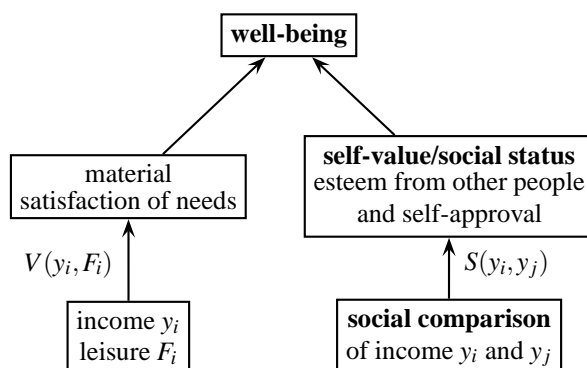 well-being
material
satisfaction of needs
self-value/social status
esteem from other people
and self-approval
V(yᵢ, Fᵢ)
S(yᵢ, yⱼ)
income yᵢ
leisure Fᵢ
social comparison
of income yᵢ and yⱼ